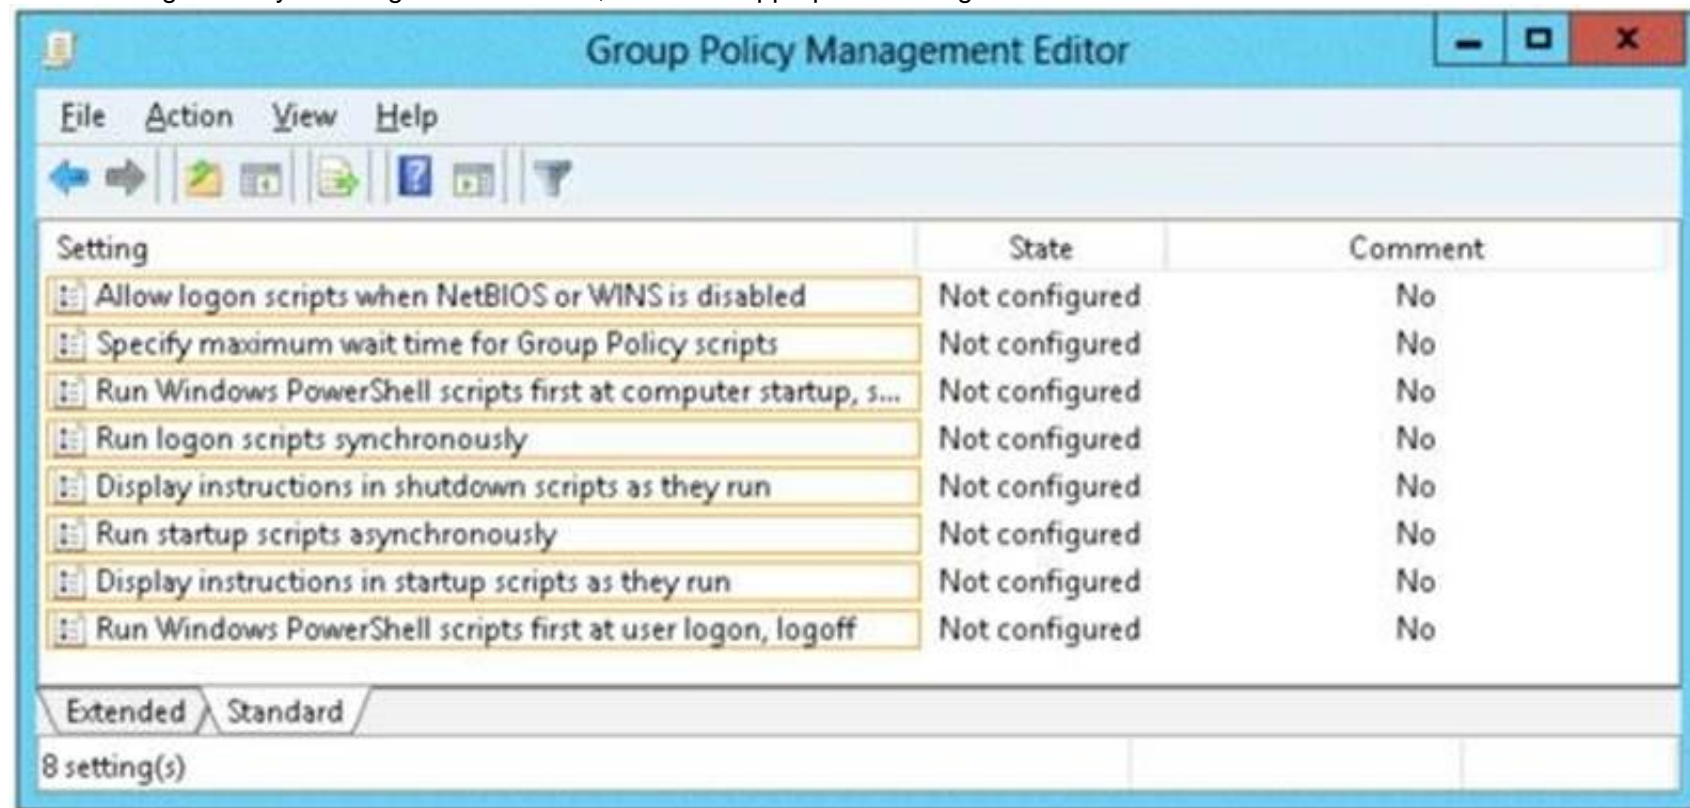 Group Policy Management Editor
File Action View Help
Setting State Comment
Allow logon scripts when NetBIOS or WINS is disabled Not configured No
Specify maximum wait time for Group Policy scripts Not configured No
Run Windows PowerShell scripts first at computer startup, s... Not configured No
Run logon scripts synchronously Not configured No
Display instructions in shutdown scripts as they run Not configured No
Run startup scripts asynchronously Not configured No
Display instructions in startup scripts as they run Not configured No
Run Windows PowerShell scripts first at user logon, logoff Not configured No
Extended Standard
8 setting(s)